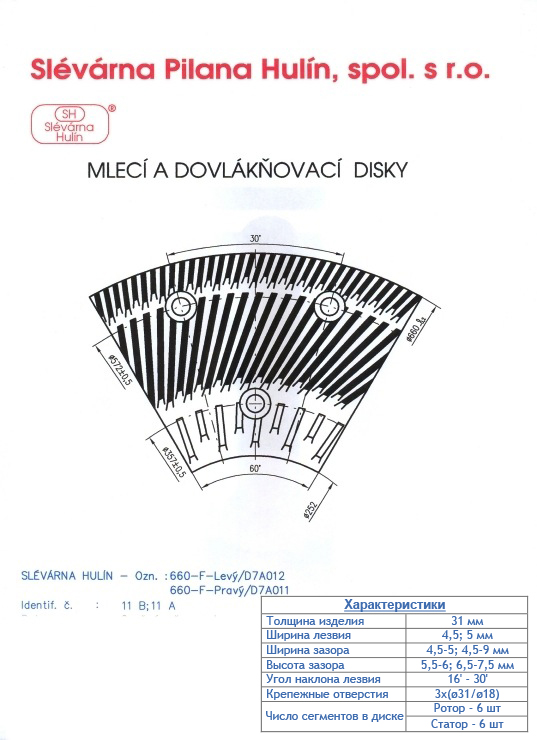 Slévárna Pilana Hulín, spol. s r.o.
SH ®
Slévárna
Hulín
MLECÍ A DOVLÁKŇOVACÍ DISKY
30°
ø660
ø572±0,5
ø357±0,5
60°
ø252
SLÉVÁRNA HULÍN – Ozn. : 660–F–Levý/D7A012
660–F–Pravý/D7A011
Identif. č. : 11 B; 11 A
Характеристики
Толщина изделия 31 мм
Ширина лезвия 4,5; 5 мм
Ширина зазора 4,5-5; 4,5-9 мм
Высота зазора 5,5-6; 6,5-7,5 мм
Угол наклона лезвия 16' - 30'
Крепежные отверстия 3х(ø31/ø18)
Число сегментов в диске Ротор - 6 шт
Статор - 6 шт